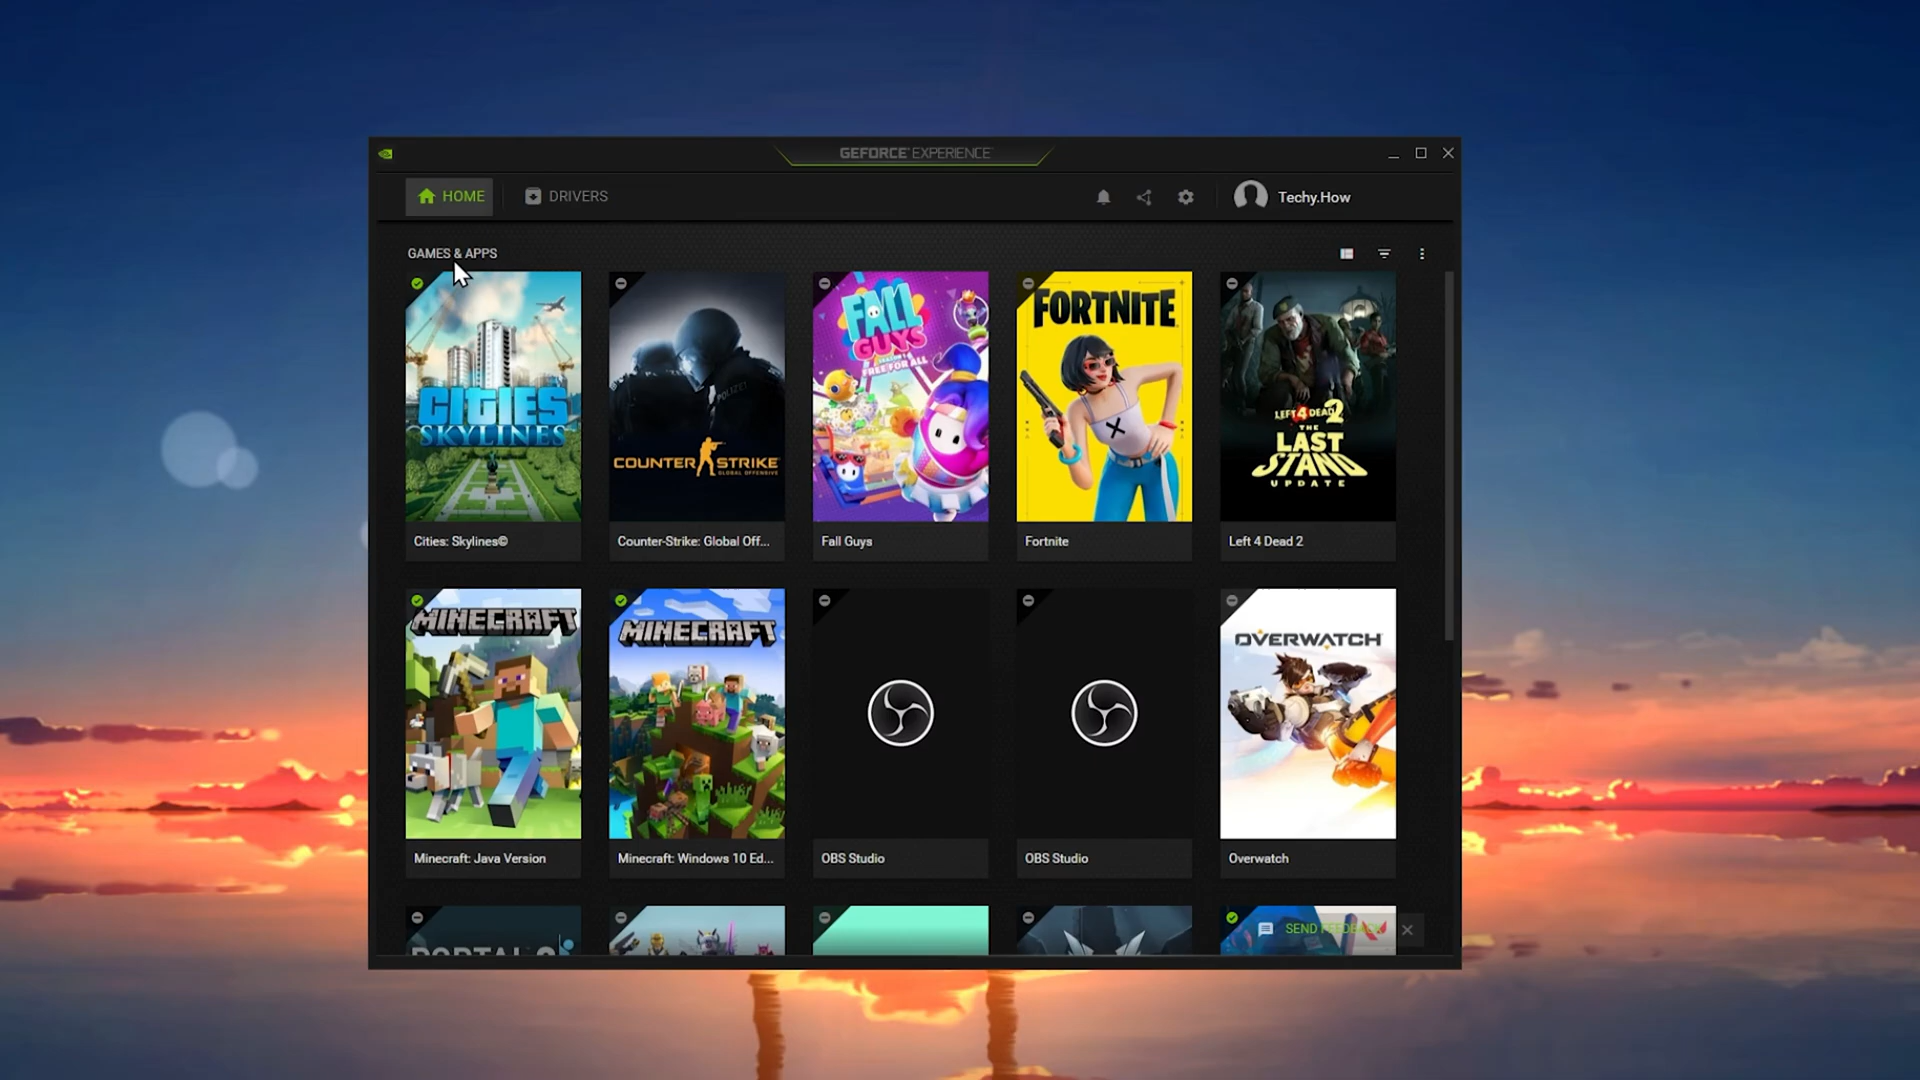 GEFORCE EXPERIENCE
HOME
DRIVERS
Techy.How
GAMES & APPS
CITIES
SKYLINES
POLIZEI
COUNTER STRIKE
GLOBAL OFFENSIVE
FALL
GUYS
FREE FOR ALL
FORTNITE
LEFT 4 DEAD 2
THE
LAST
STAND
UPDATE
Cities: Skylines©
Counter-Strike: Global Off...
Fall Guys
Fortnite
Left 4 Dead 2
MINECRAFT
MINECRAFT
OVERWATCH
Minecraft: Java Version
Minecraft: Windows 10 Ed...
OBS Studio
OBS Studio
Overwatch
PORTAL 2
SEND FEEDBACK